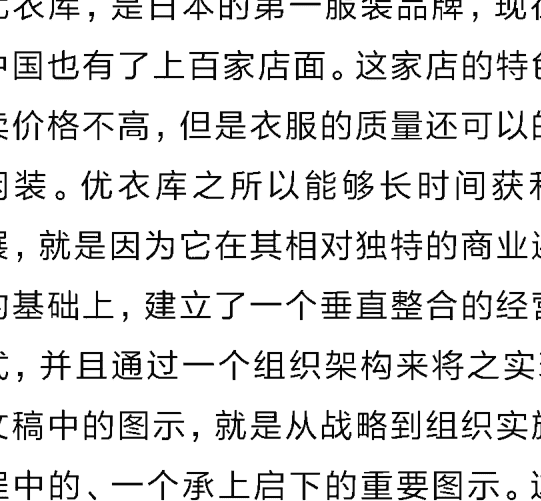 衣库，是日本的第一服装品牌，现
国也有了上百家店面。这家店的特
价格不高，但是衣服的质量还可以
装。优衣库之所以能够长时间获
，就是因为它在其相对独特的商业
基础上，建立了一个垂直整合的经
，并且通过一个组织架构来将之实
稿中的图示，就是从战略到组织实
中的、一个承上启下的重要图示。